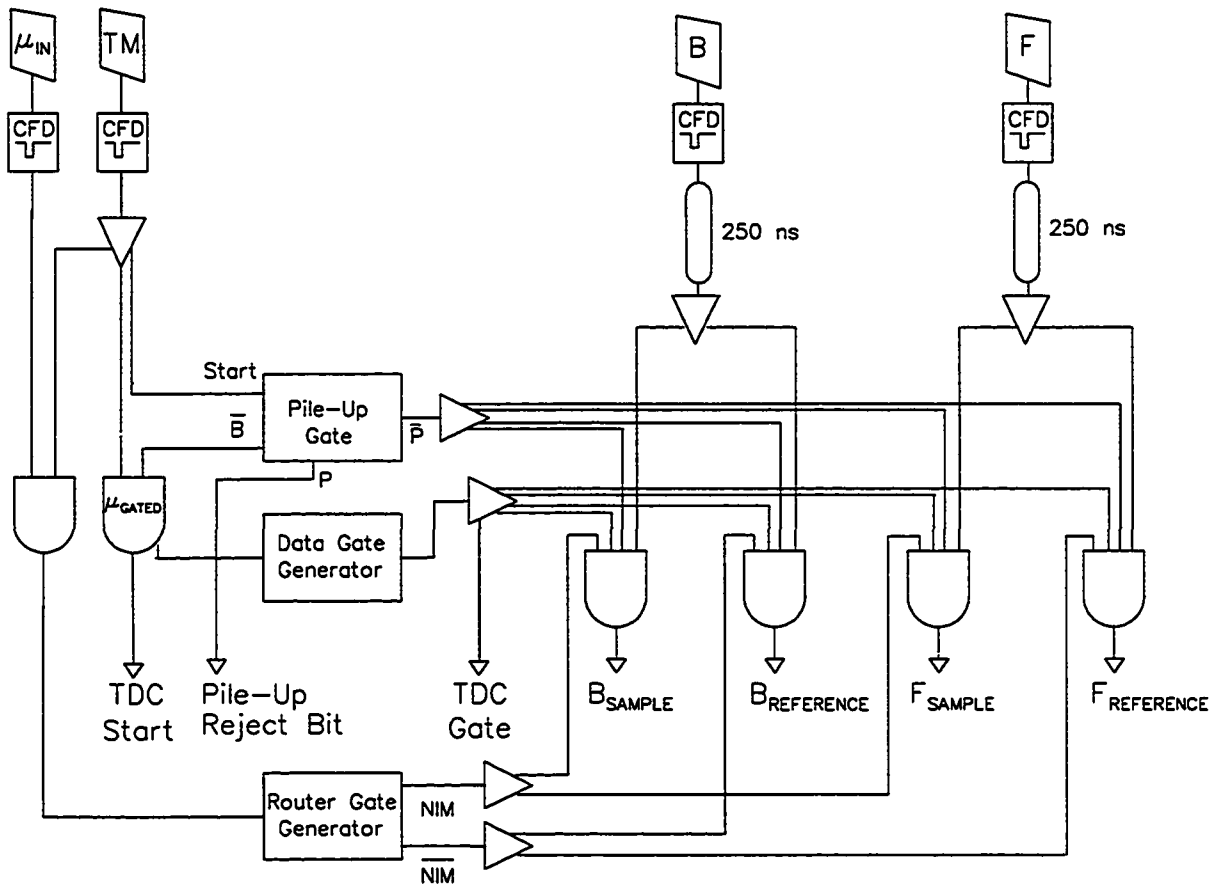 μIN
TM
B
F
CFD
CFD
CFD
CFD
250 ns
250 ns
Start
B̅
Pile-Up
Gate
P̅
P
μGATED
Data Gate
Generator
TDC
Start
Pile-Up
Reject Bit
TDC
Gate
BSAMPLE
BREFERENCE
FSAMPLE
FREFERENCE
Router Gate
Generator
NIM
N̅I̅M̅